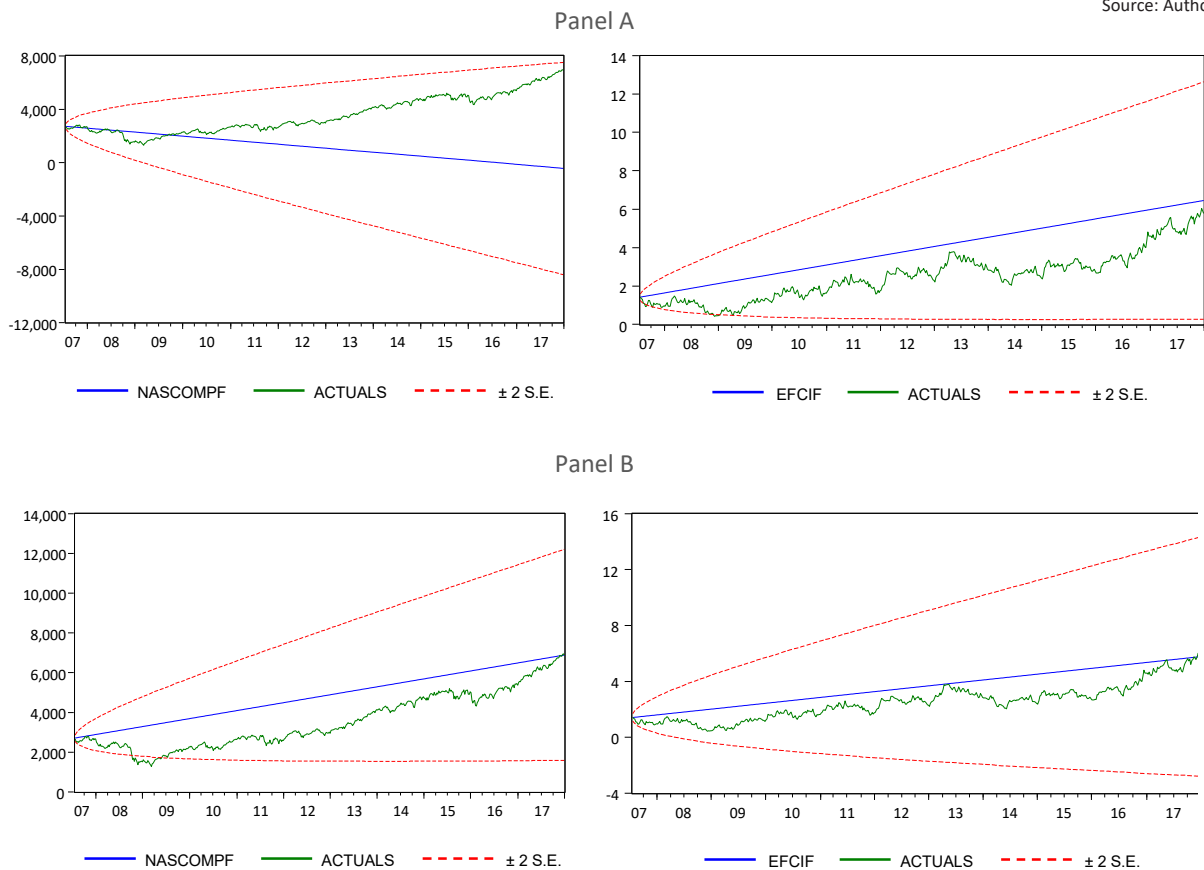 Source: Autho
Panel A
8,000
4,000
0
-4,000
-8,000
-12,000
07 08 09 10 11 12 13 14 15 16 17
NASCOMPF ACTUALS ± 2 S.E.
14
12
10
8
6
4
2
0
07 08 09 10 11 12 13 14 15 16 17
EFCIF ACTUALS ± 2 S.E.
Panel B
14,000
12,000
10,000
8,000
6,000
4,000
2,000
0
07 08 09 10 11 12 13 14 15 16 17
NASCOMPF ACTUALS ± 2 S.E.
16
12
8
4
0
-4
07 08 09 10 11 12 13 14 15 16 17
EFCIF ACTUALS ± 2 S.E.